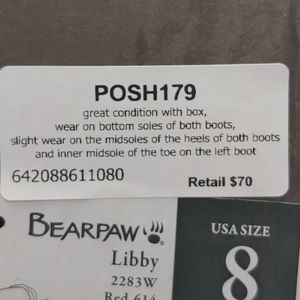 POSH179
great condition with box,
wear on bottom soles of both boots,
slight wear on the midsoles of the heels of both boots
and inner midsole of the toe on the left boot
642088611080 Retail $70
BEARPAW USA SIZE
Libby 8
2283W
Red 614